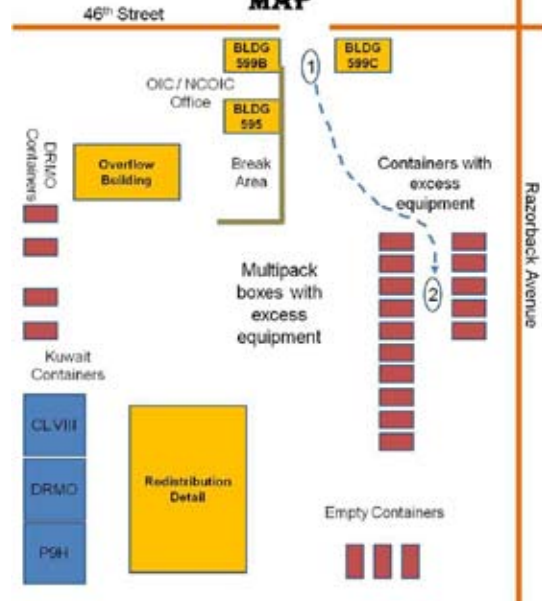 MAP
46th Street
BLDG
599B
BLDG
599C
1
OIC / NCOIC
Office
BLDG
595
DRMO
Containers
Overflow
Building
Break
Area
Containers with
excess
equipment
Razorback Avenue
2
Multipack
boxes with
excess
equipment
Kuwait
Containers
CLVIII
DRMO
P9H
Redistribution
Detail
Empty Containers